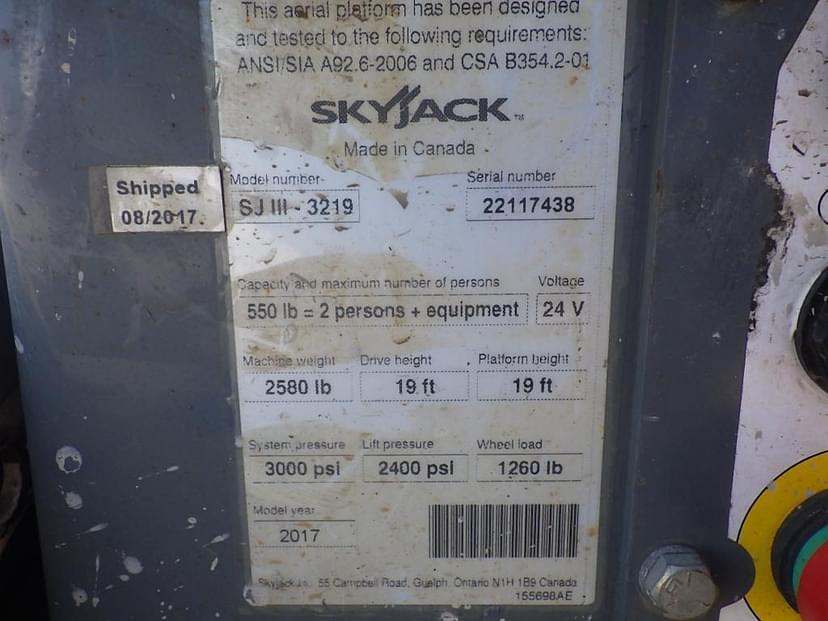 This aerial platform has been designed
and tested to the following requirements:
ANSI/SIA A92.6-2006 and CSA B354.2-01
SKYJACK™
Made in Canada
Shipped
08/2017
Model number
SJ III - 3219
Serial number
22117438
Capacity and maximum number of persons
550 lb = 2 persons + equipment
Voltage
24 V
Machine weight
2580 lb
Drive height
19 ft
Platform height
19 ft
System pressure
3000 psi
Lift pressure
2400 psi
Wheel load
1260 lb
Model year
2017
Skyjack Inc. 55 Campbell Road, Guelph, Ontario N1H 1B9 Canada
155698AE